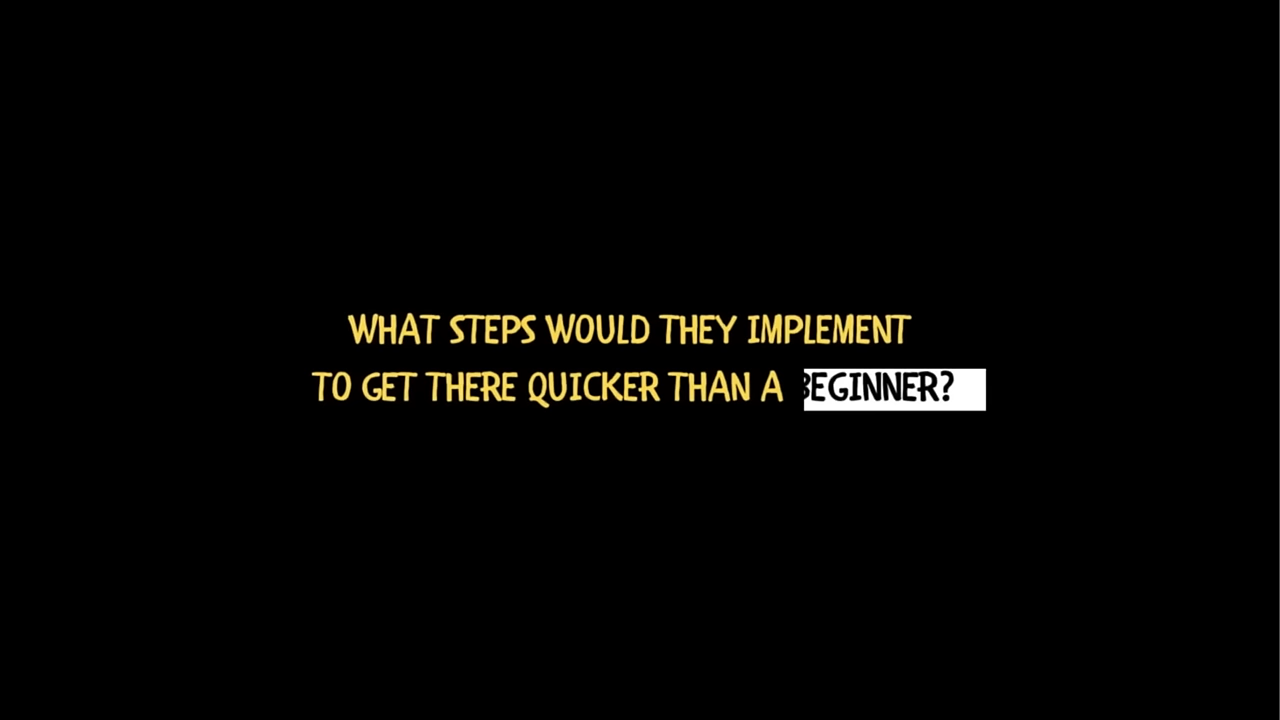 WHAT STEPS WOULD THEY IMPLEMENT
TO GET THERE QUICKER THAN A BEGINNER?